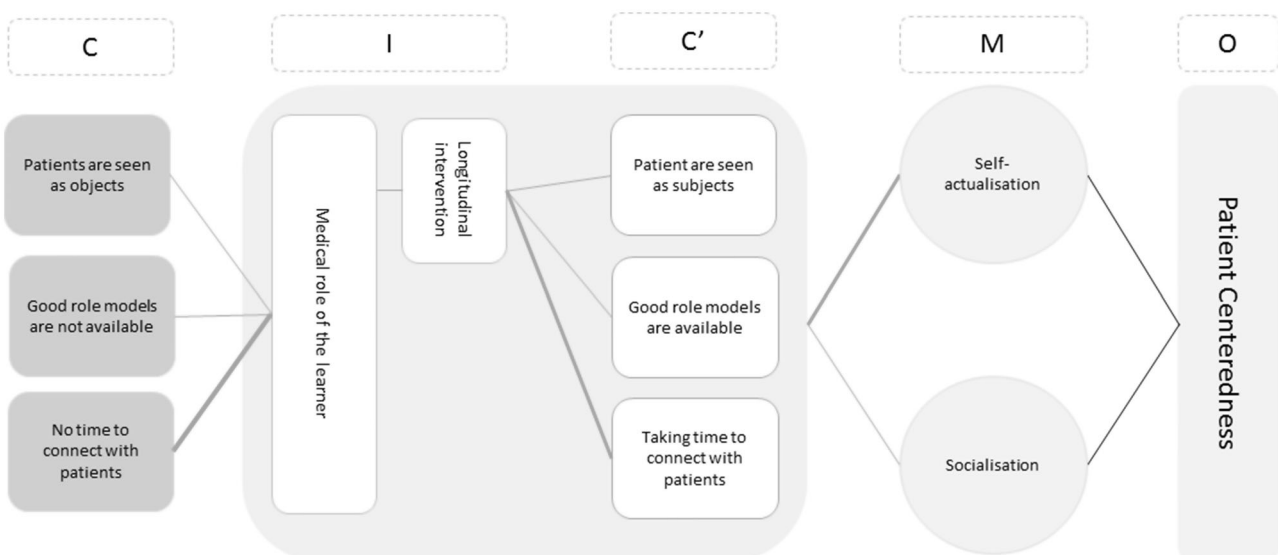 C
I
C’
M
O
Patients are seen
as objects
Good role models
are not available
No time to
connect with
patients
Medical role of the learner
Longitudinal
intervention
Patient are seen
as subjects
Good role models
are available
Taking time to
connect with
patients
Self-
actualisation
Socialisation
Patient Centeredness